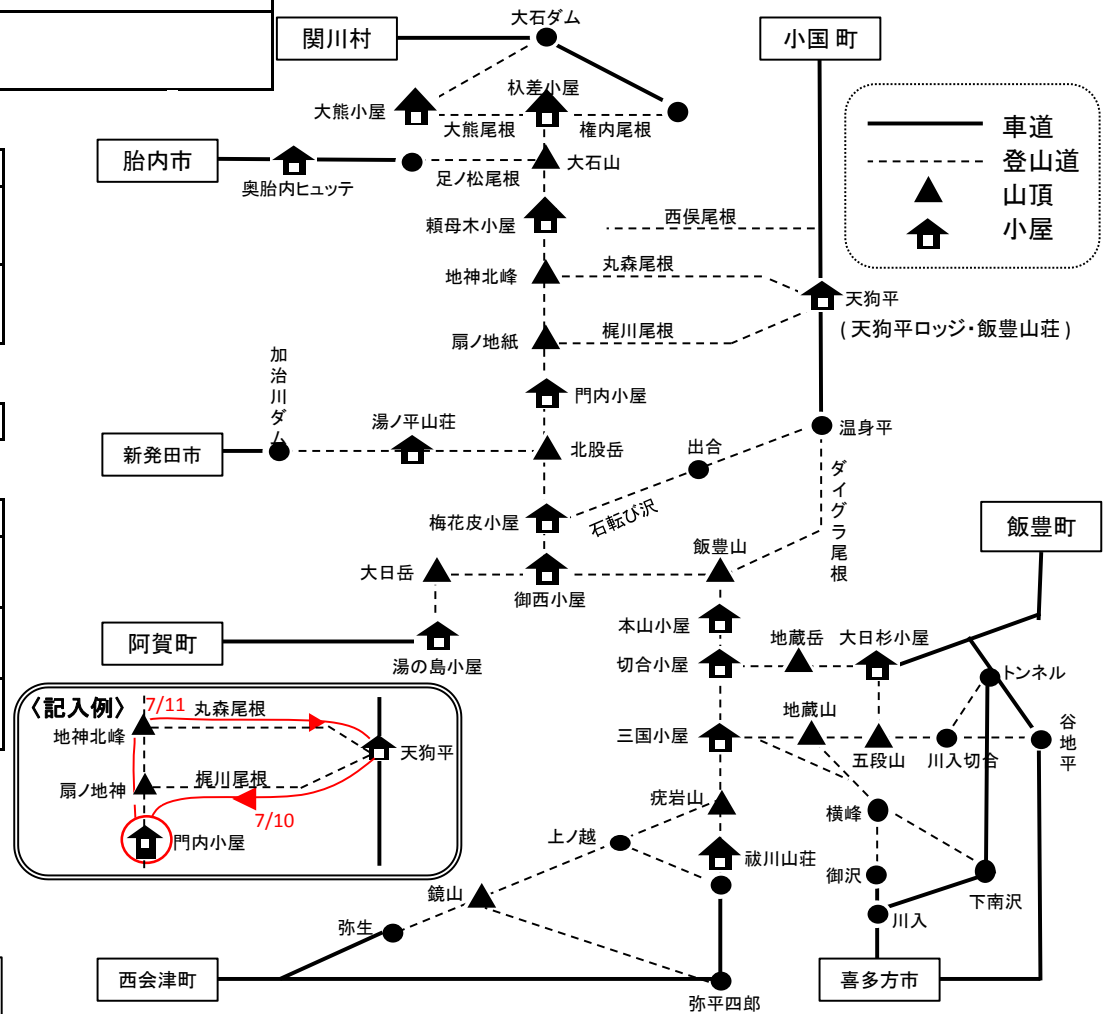 大石ダム
関川村
小国町
杁差小屋
大熊小屋
大熊尾根
権内尾根
車道
登山道
山頂
小屋
胎内市
大石山
足ノ松尾根
奥胎内ヒュッテ
西俣尾根
頼母木小屋
丸森尾根
地神北峰
天狗平
(天狗平ロッジ・飯豊山荘)
梶川尾根
扇ノ地紙
加治川ダム
門内小屋
湯ノ平山荘
温身平
新発田市
北股岳
出合
ダイグラ尾根
石転び沢
梅花皮小屋
飯豊町
飯豊山
大日岳
御西小屋
本山小屋
阿賀町
地蔵岳
大日杉小屋
湯の島小屋
切合小屋
トンネル
〈記入例〉
7/11
丸森尾根
地神北峰
天狗平
扇ノ地神
梶川尾根
7/10
門内小屋
地蔵山
谷地平
三国小屋
五段山
川入切合
疣岩山
横峰
上ノ越
祓川山荘
御沢
鏡山
下南沢
川入
弥生
西会津町
喜多方市
弥平四郎